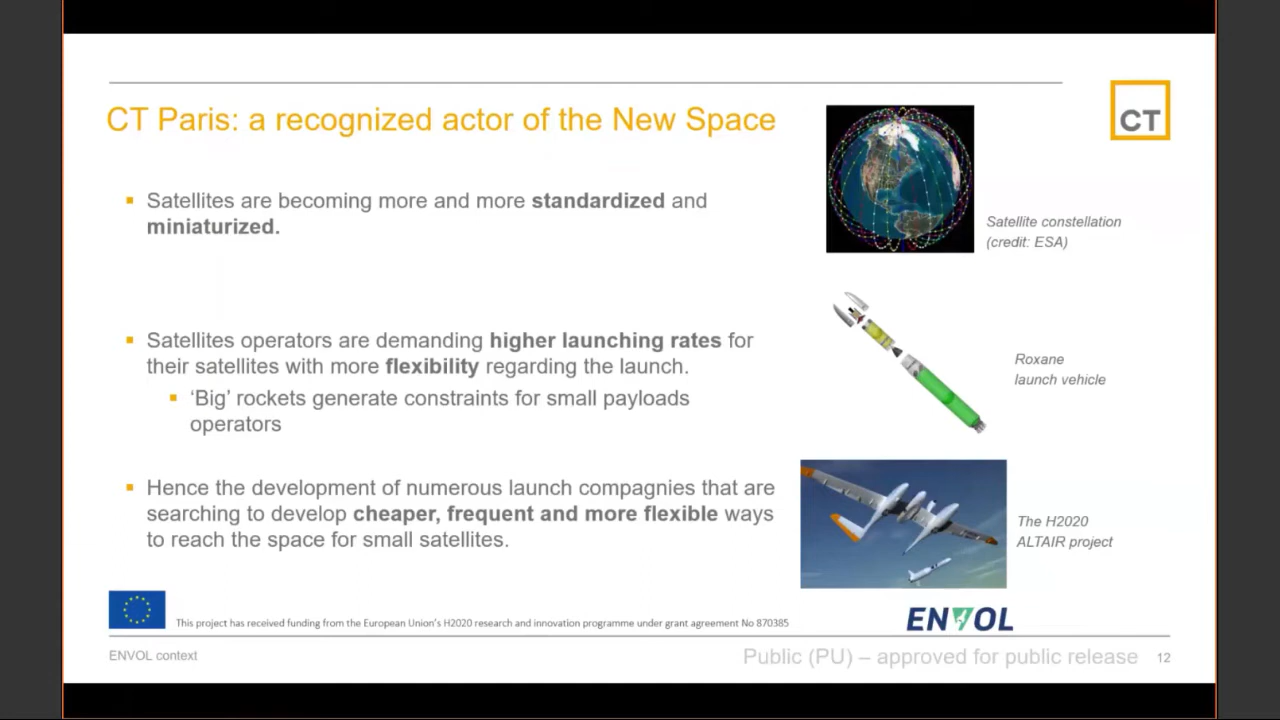 CT Paris: a recognized actor of the New Space
CT
Satellites are becoming more and more standardized and
miniaturized.
Satellite constellation
(credit: ESA)
Satellites operators are demanding higher launching rates for
their satellites with more flexibility regarding the launch.
‘Big’ rockets generate constraints for small payloads
operators
Roxane
launch vehicle
Hence the development of numerous launch compagnies that are
searching to develop cheaper, frequent and more flexible ways
to reach the space for small satellites.
The H2020
ALTAIR project
This project has received funding from the European Union’s H2020 research and innovation programme under grant agreement No 870385
ENVOL
ENVOL context
Public (PU) – approved for public release
12